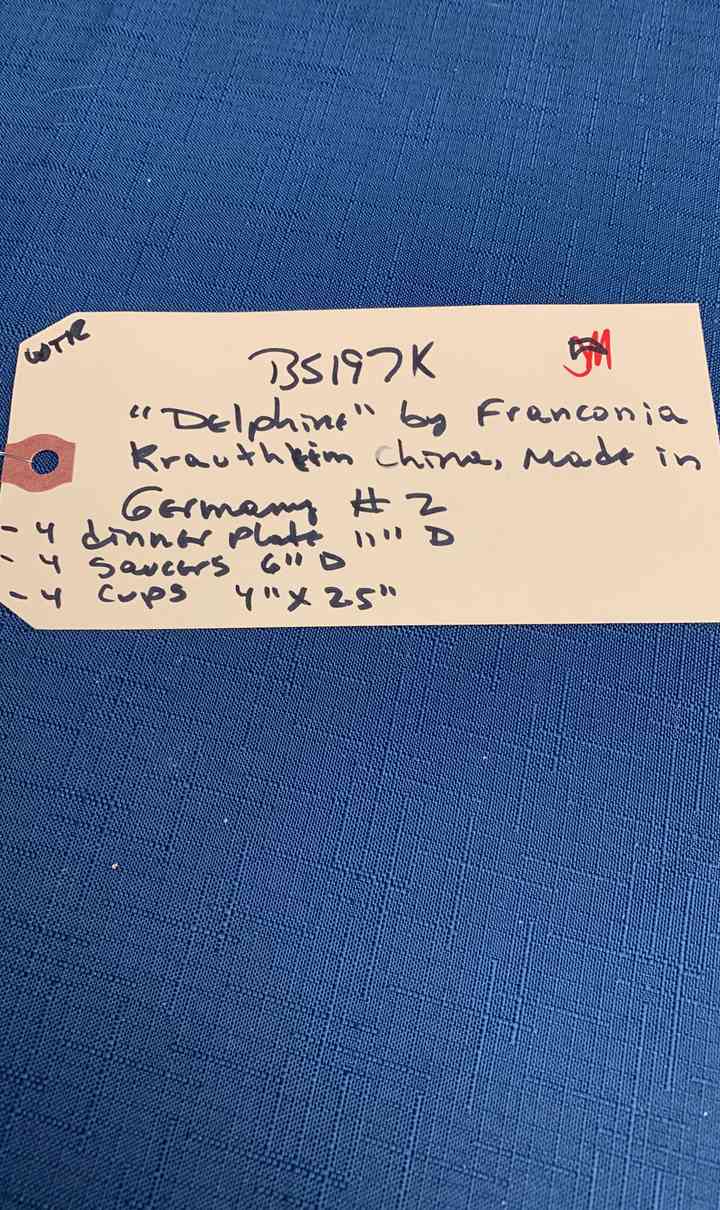 WTR
BS197K
JM
"Delphine" by Franconia
Krautheim China, Made in
Germany # 2
- 4 dinner plate 11" D
- 4 saucers 6" D
- 4 cups 4" X 2.5"